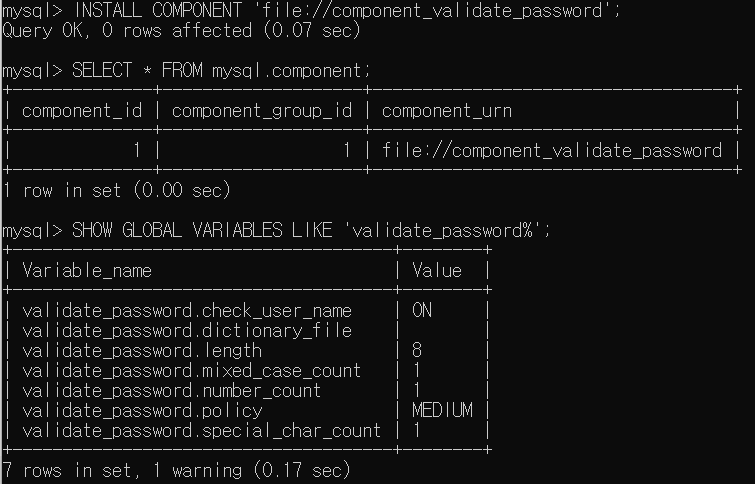 mysql> INSTALL COMPONENT 'file://component_validate_password';
Query OK, 0 rows affected (0.07 sec)
mysql> SELECT * FROM mysql.component;
+--------------+--------------------+------------------------------------+
| component_id | component_group_id | component_urn                      |
+--------------+--------------------+------------------------------------+
|            1 |                  1 | file://component_validate_password |
+--------------+--------------------+------------------------------------+
1 row in set (0.00 sec)
mysql> SHOW GLOBAL VARIABLES LIKE 'validate_password%';
+--------------------------------------+--------+
| Variable_name                        | Value  |
+--------------------------------------+--------+
| validate_password.check_user_name    | ON     |
| validate_password.dictionary_file    |        |
| validate_password.length             | 8      |
| validate_password.mixed_case_count   | 1      |
| validate_password.number_count       | 1      |
| validate_password.policy             | MEDIUM |
| validate_password.special_char_count | 1      |
+--------------------------------------+--------+
7 rows in set, 1 warning (0.17 sec)